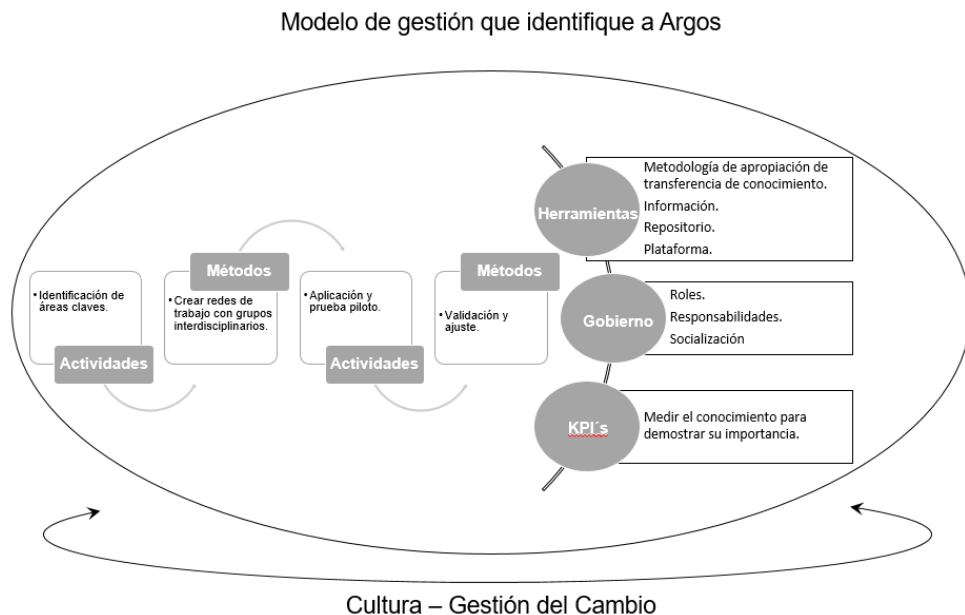 Modelo de gestión que identifique a Argos
• Identificación de
áreas claves.
Actividades
Métodos
• Crear redes de
trabajo con grupos
interdisciplinarios.
• Aplicación y
prueba piloto.
Actividades
Métodos
• Validación y
ajuste.
Herramientas
Metodología de apropiación de
transferencia de conocimiento.
Información.
Repositorio.
Plataforma.
Gobierno
Roles.
Responsabilidades.
Socialización
KPI´s
Medir el conocimiento para
demostrar su importancia.
Cultura – Gestión del Cambio